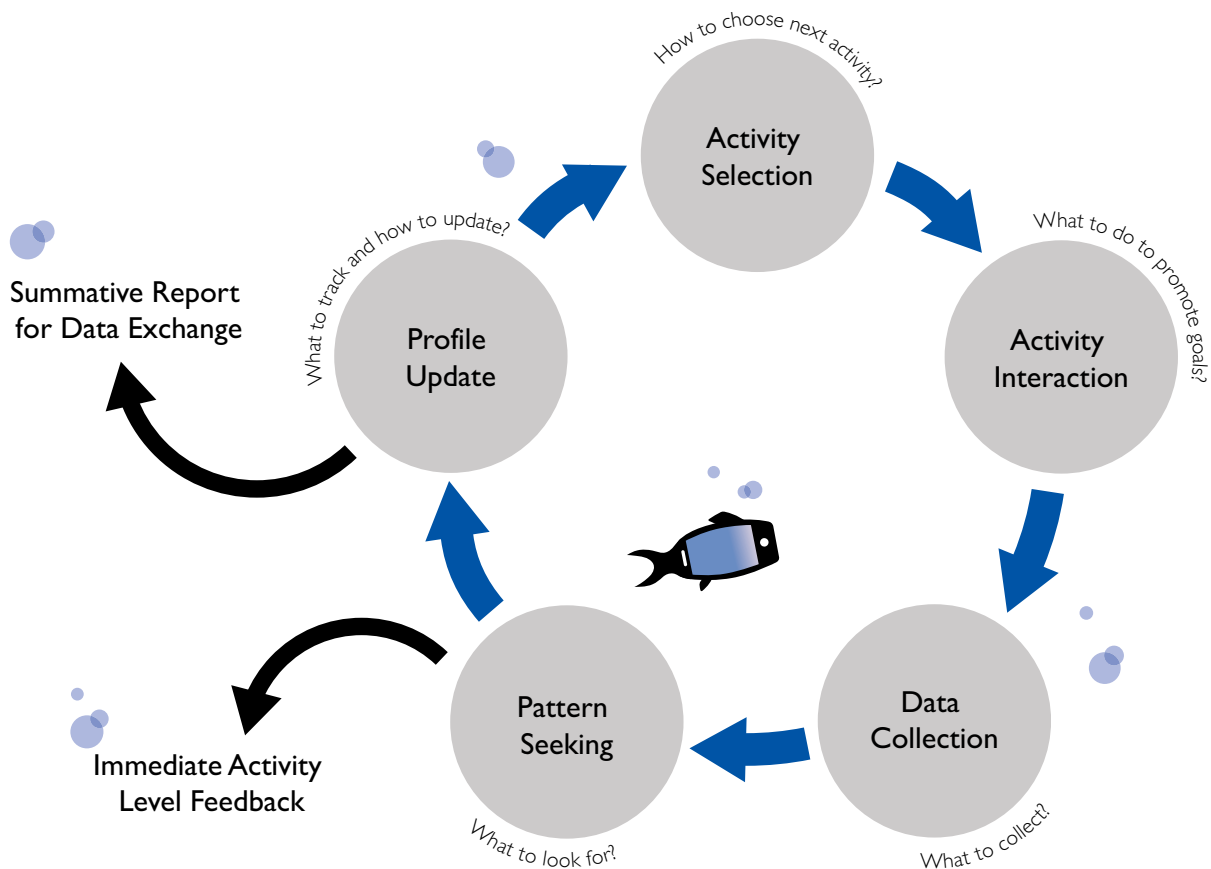 How to choose next activity?
Activity
Selection
What to do to promote goals?
Activity
Interaction
What to collect?
Data
Collection
What to look for?
Pattern
Seeking
What to track and how to update?
Profile
Update
Summative Report
for Data Exchange
Immediate Activity
Level Feedback